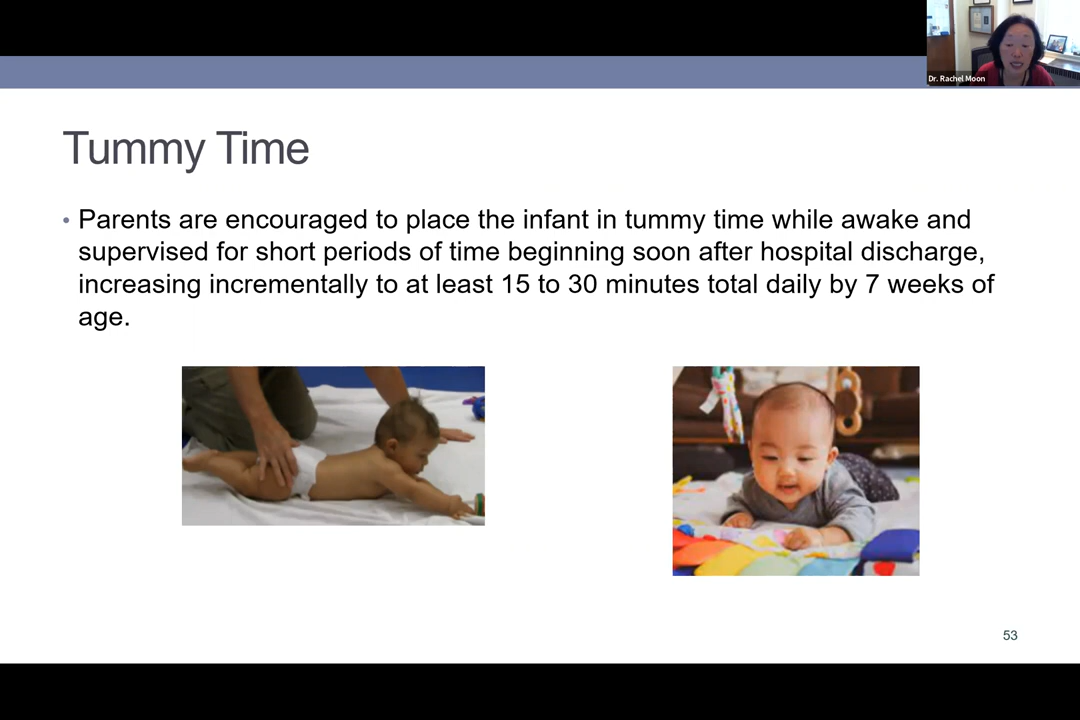 Dr. Rachel Moon
Tummy Time
• Parents are encouraged to place the infant in tummy time while awake and
supervised for short periods of time beginning soon after hospital discharge,
increasing incrementally to at least 15 to 30 minutes total daily by 7 weeks of
age.
53